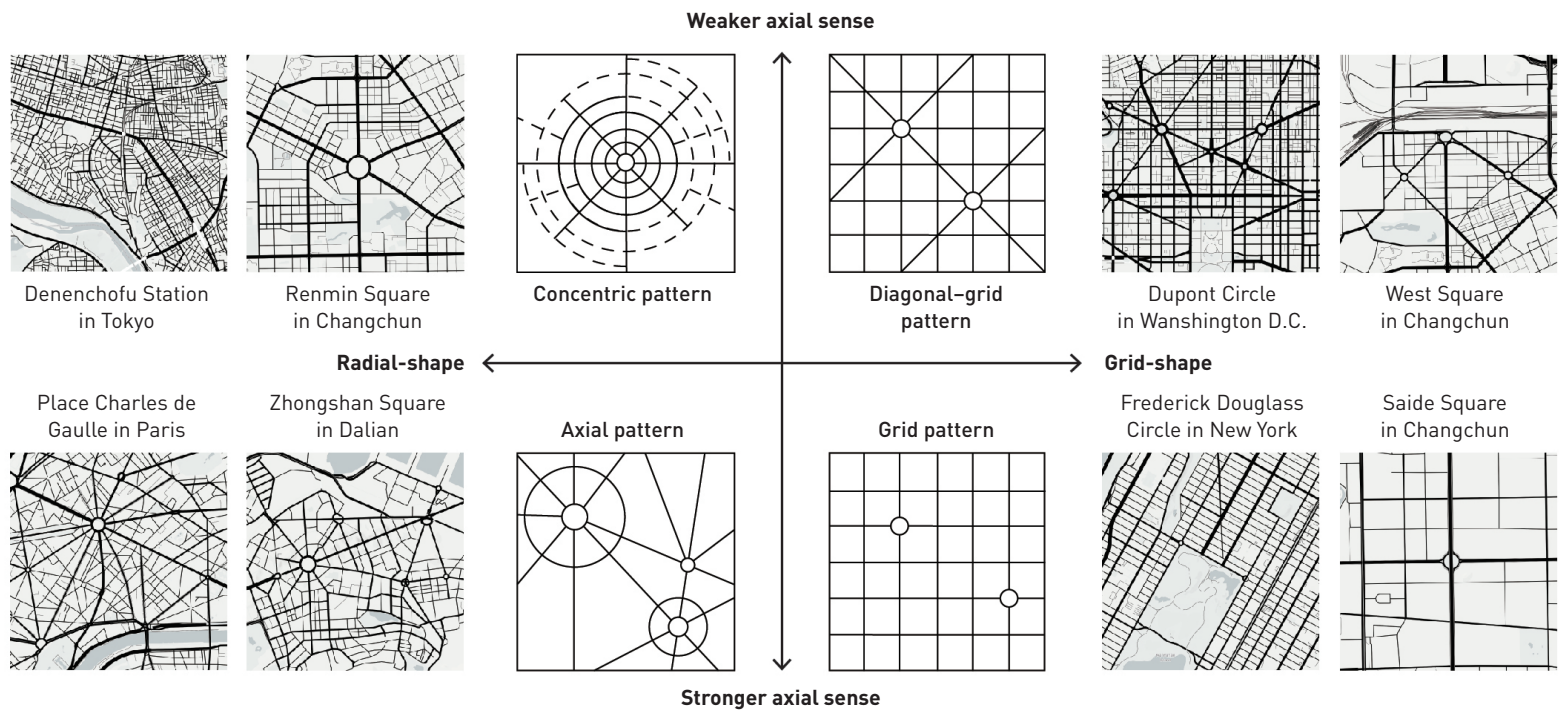 Weaker axial sense
Denenchofu Station
in Tokyo
Renmin Square
in Changchun
Concentric pattern
Diagonal–grid
pattern
Dupont Circle
in Wanshington D.C.
West Square
in Changchun
Radial-shape
Grid-shape
Place Charles de
Gaulle in Paris
Zhongshan Square
in Dalian
Axial pattern
Grid pattern
Frederick Douglass
Circle in New York
Saide Square
in Changchun
Stronger axial sense